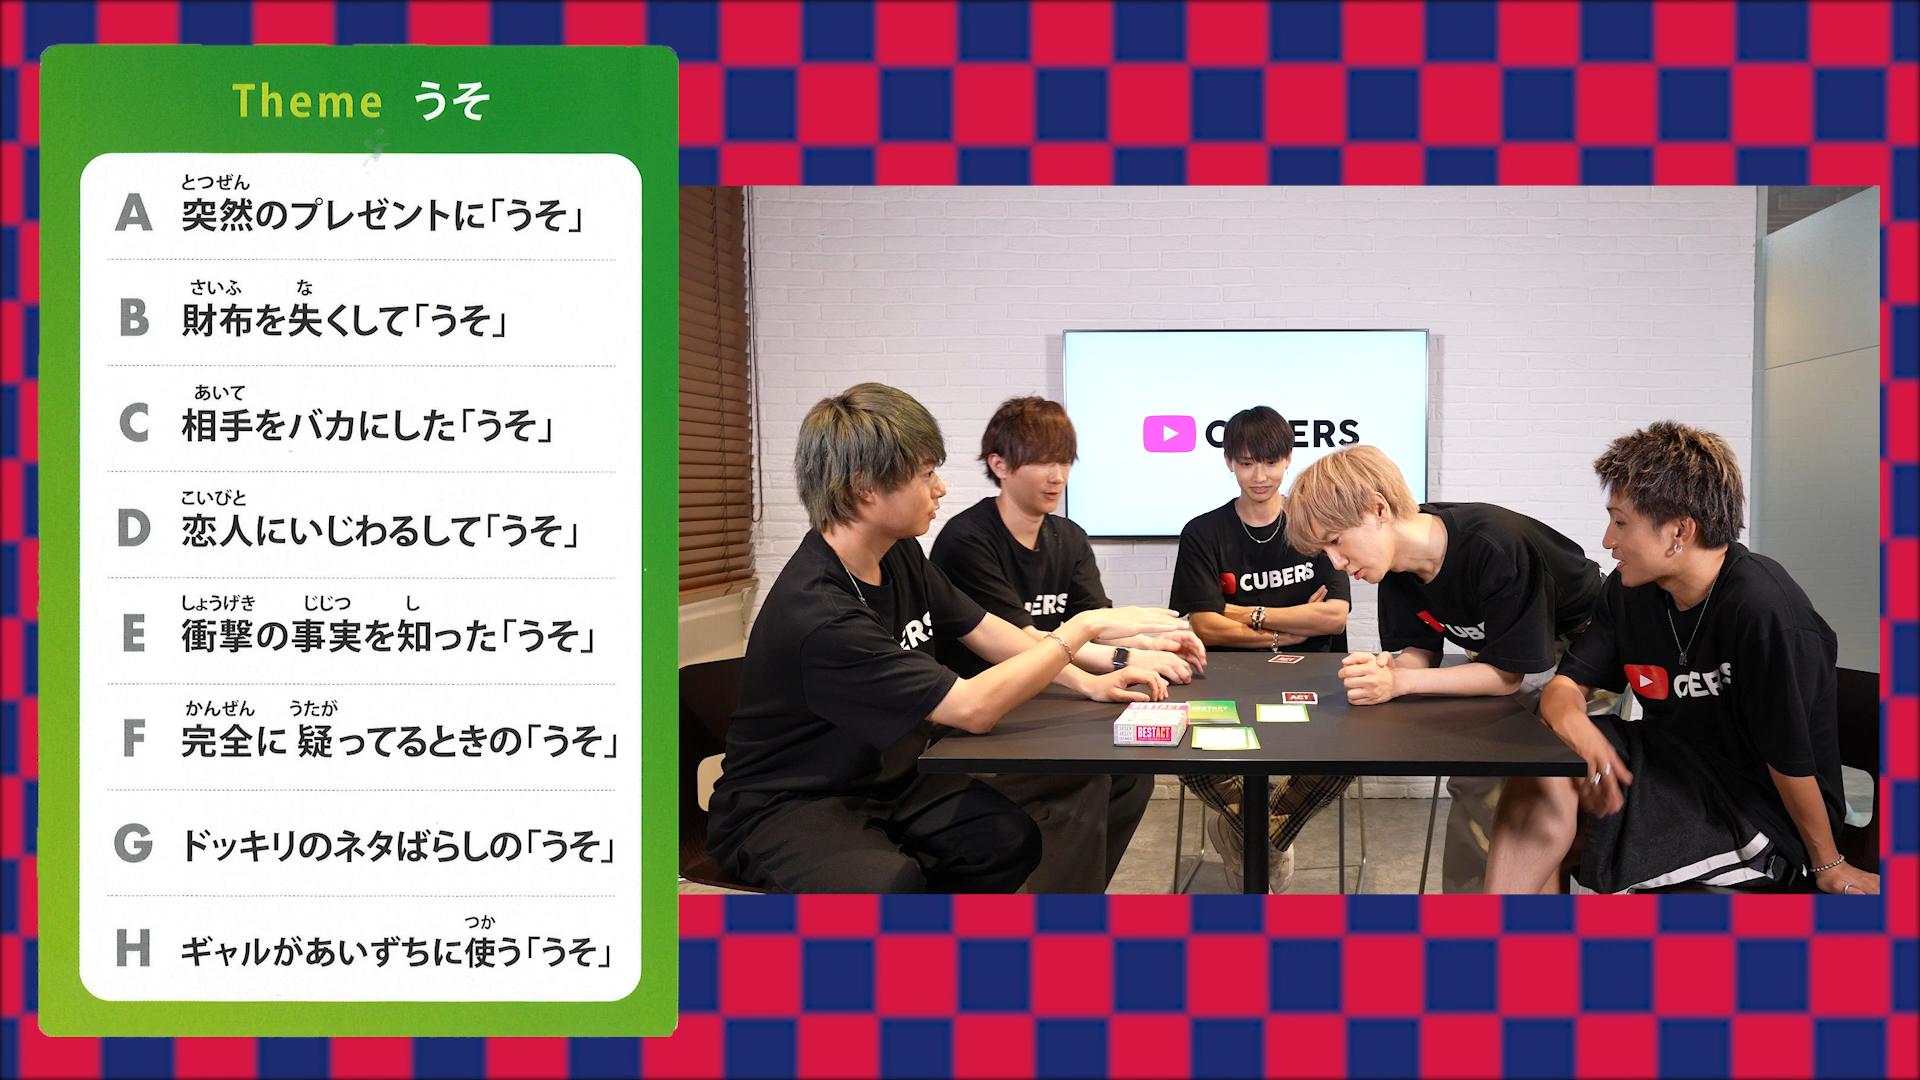 Theme うそ
A 突然のプレゼントに「うそ」
とつぜん
B 財布を失くして「うそ」
さいふ な
C 相手をバカにした「うそ」
あいて
D 恋人にいじわるして「うそ」
こいびと
E 衝撃の事実を知った「うそ」
しょうげき じじつ し
F 完全に疑ってるときの「うそ」
かんぜん うたが
G ドッキリのネタばらしの「うそ」
H ギャルがあいずちに使う「うそ」
つか
CUBERS
CUBERS
ACT
BESTACT